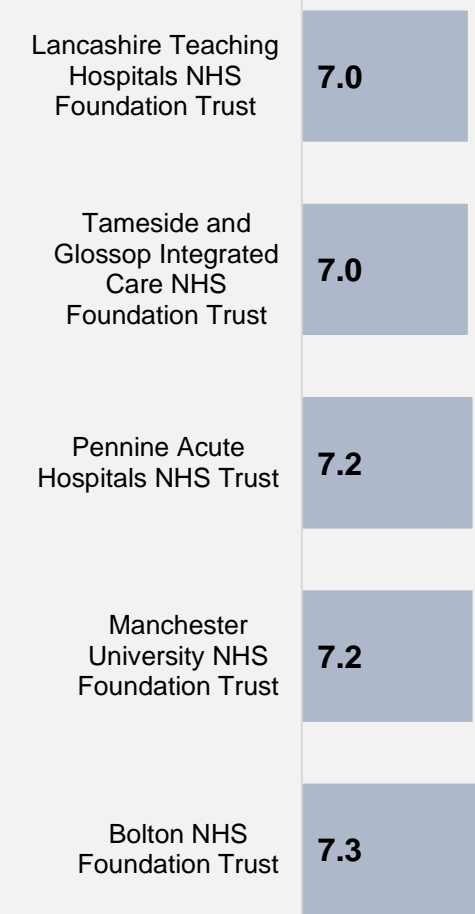 Lancashire Teaching
Hospitals NHS
Foundation Trust
7.0
Tameside and
Glossop Integrated
Care NHS
Foundation Trust
7.0
Pennine Acute
Hospitals NHS Trust
7.2
Manchester
University NHS
Foundation Trust
7.2
Bolton NHS
Foundation Trust
7.3